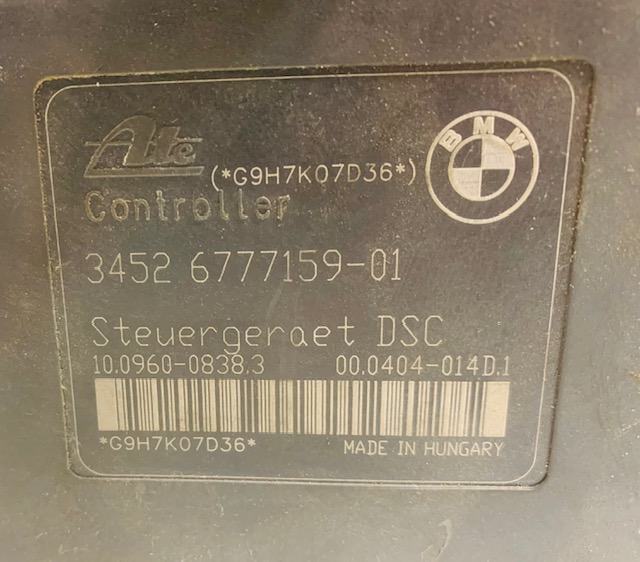 Ate
(*G9H7K07D36*)
BMW
Controller
3452 6777159-01
Steuergeraet DSC
10.0960-0838.3 00.0404-014D.1
*G9H7K07D36* MADE IN HUNGARY